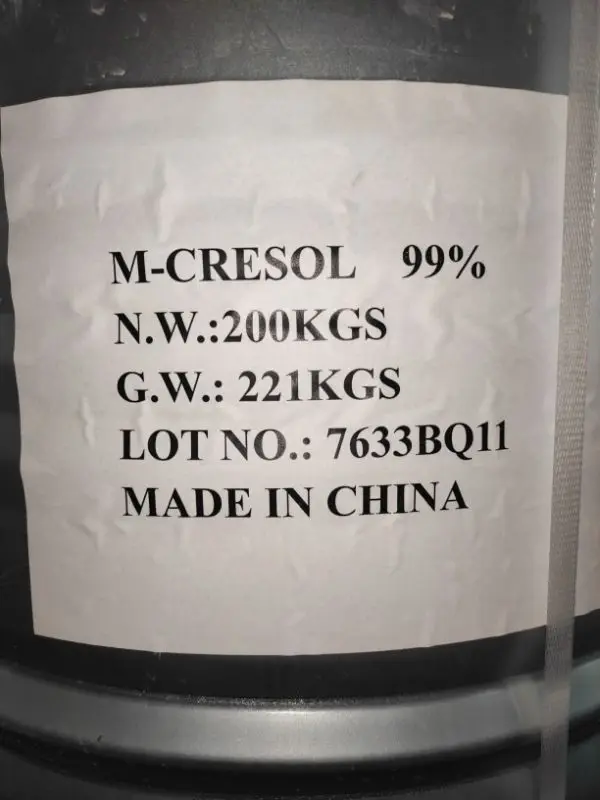 M-CRESOL 99%
N.W.:200KGS
G.W.: 221KGS
LOT NO.: 7633BQ11
MADE IN CHINA